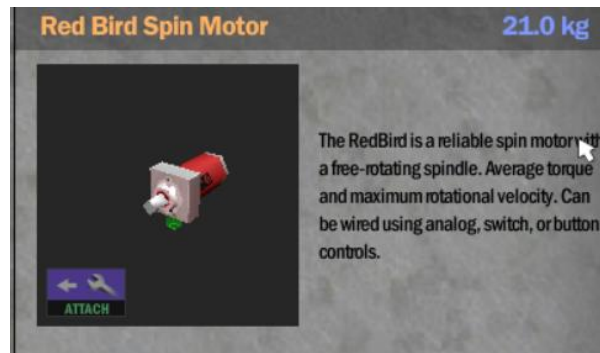 Red Bird Spin Motor
21.0 kg
The RedBird is a reliable spin motor with
a free-rotating spindle. Average torque
and maximum rotational velocity. Can
be wired using analog, switch, or button
controls.
ATTACH